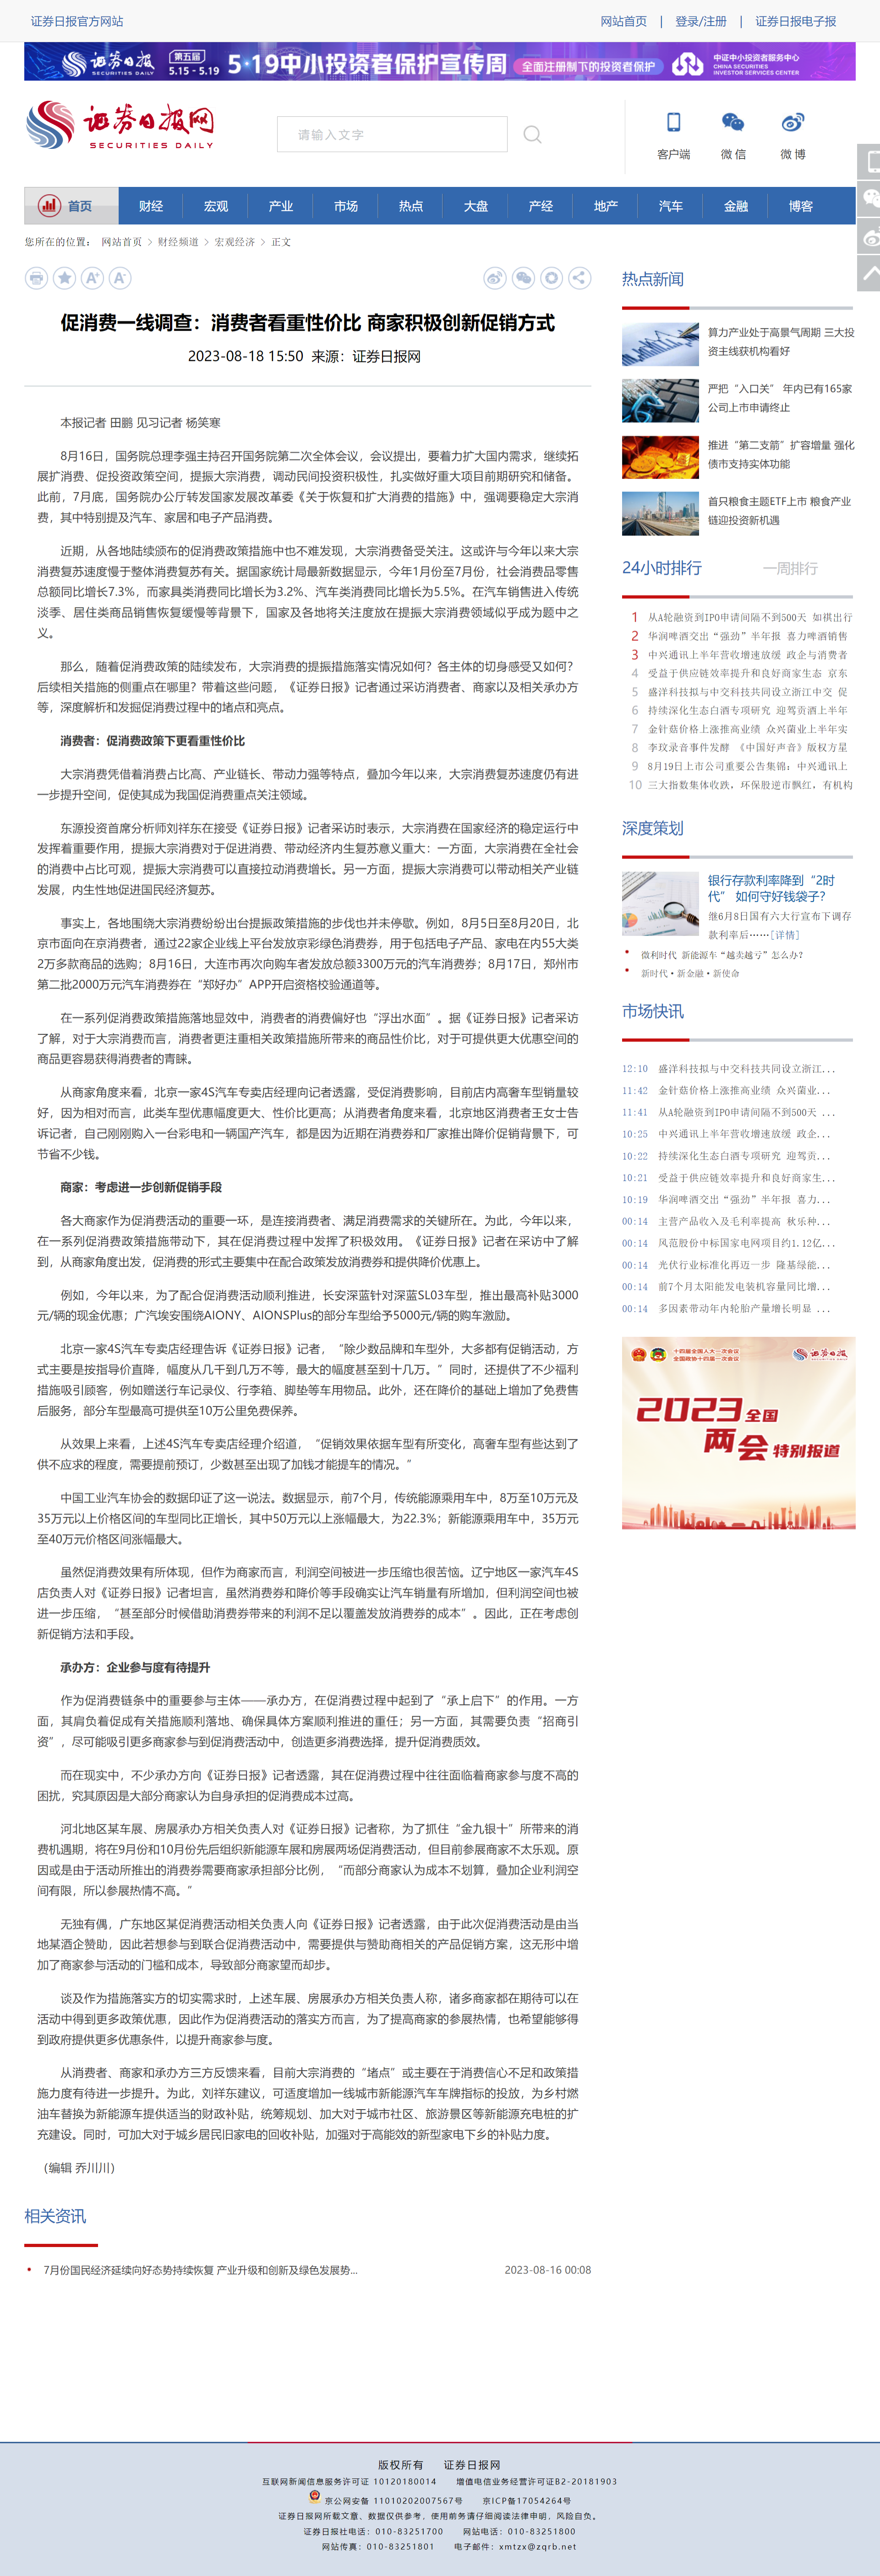 证券日报官方网站
网站首页 | 登录/注册 | 证券日报电子报
证券日报 SECURITIES DAILY 第五届 5.15 - 5.19 5·19中小投资者保护宣传周 全面注册制下的投资者保护 中证中小投资者服务中心 CHINA SECURITIES INVESTOR SERVICES CENTER
证券日报网
SECURITIES DAILY
请输入文字
客户端 微 信 微 博
首页 财经 宏观 产业 市场 热点 大盘 产经 地产 汽车 金融 博客
您所在的位置： 网站首页 > 财经频道 > 宏观经济 > 正文
促消费一线调查：消费者看重性价比 商家积极创新促销方式
2023-08-18 15:50 来源：证券日报网
本报记者 田鹏 见习记者 杨笑寒
8月16日，国务院总理李强主持召开国务院第二次全体会议，会议提出，要着力扩大国内需求，继续拓
展扩消费、促投资政策空间，提振大宗消费，调动民间投资积极性，扎实做好重大项目前期研究和储备。
此前，7月底，国务院办公厅转发国家发展改革委《关于恢复和扩大消费的措施》中，强调要稳定大宗消
费，其中特别提及汽车、家居和电子产品消费。
近期，从各地陆续颁布的促消费政策措施中也不难发现，大宗消费备受关注。这或许与今年以来大宗
消费复苏速度慢于整体消费复苏有关。据国家统计局最新数据显示，今年1月份至7月份，社会消费品零售
总额同比增长7.3%，而家具类消费同比增长为3.2%、汽车类消费同比增长为5.5%。在汽车销售进入传统
淡季、居住类商品销售恢复缓慢等背景下，国家及各地将关注度放在提振大宗消费领域似乎成为题中之
义。
那么，随着促消费政策的陆续发布，大宗消费的提振措施落实情况如何？各主体的切身感受又如何？
后续相关措施的侧重点在哪里？带着这些问题，《证券日报》记者通过采访消费者、商家以及相关承办方
等，深度解析和发掘促消费过程中的堵点和亮点。
消费者：促消费政策下更看重性价比
大宗消费凭借着消费占比高、产业链长、带动力强等特点，叠加今年以来，大宗消费复苏速度仍有进
一步提升空间，促使其成为我国促消费重点关注领域。
东源投资首席分析师刘祥东在接受《证券日报》记者采访时表示，大宗消费在国家经济的稳定运行中
发挥着重要作用，提振大宗消费对于促进消费、带动经济内生复苏意义重大：一方面，大宗消费在全社会
的消费中占比可观，提振大宗消费可以直接拉动消费增长。另一方面，提振大宗消费可以带动相关产业链
发展，内生性地促进国民经济复苏。
事实上，各地围绕大宗消费纷纷出台提振政策措施的步伐也并未停歇。例如，8月5日至8月20日，北
京市面向在京消费者，通过22家企业线上平台发放京彩绿色消费券，用于包括电子产品、家电在内55大类
2万多款商品的选购；8月16日，大连市再次向购车者发放总额3300万元的汽车消费券；8月17日，郑州市
第二批2000万元汽车消费券在“郑好办”APP开启资格校验通道等。
在一系列促消费政策措施落地显效中，消费者的消费偏好也“浮出水面”。据《证券日报》记者采访
了解，对于大宗消费而言，消费者更注重相关政策措施所带来的商品性价比，对于可提供更大优惠空间的
商品更容易获得消费者的青睐。
从商家角度来看，北京一家4S汽车专卖店经理向记者透露，受促消费影响，目前店内高奢车型销量较
好，因为相对而言，此类车型优惠幅度更大、性价比更高；从消费者角度来看，北京地区消费者王女士告
诉记者，自己刚刚购入一台彩电和一辆国产汽车，都是因为近期在消费券和厂家推出降价促销背景下，可
节省不少钱。
商家：考虑进一步创新促销手段
各大商家作为促消费活动的重要一环，是连接消费者、满足消费需求的关键所在。为此，今年以来，
在一系列促消费政策措施带动下，其在促消费过程中发挥了积极效用。《证券日报》记者在采访中了解
到，从商家角度出发，促消费的形式主要集中在配合政策发放消费券和提供降价优惠上。
例如，今年以来，为了配合促消费活动顺利推进，长安深蓝针对深蓝SL03车型，推出最高补贴3000
元/辆的现金优惠；广汽埃安围绕AIONY、AIONSPlus的部分车型给予5000元/辆的购车激励。
北京一家4S汽车专卖店经理告诉《证券日报》记者，“除少数品牌和车型外，大多都有促销活动，方
式主要是按指导价直降，幅度从几千到几万不等，最大的幅度甚至到十几万。”同时，还提供了不少福利
措施吸引顾客，例如赠送行车记录仪、行李箱、脚垫等车用物品。此外，还在降价的基础上增加了免费售
后服务，部分车型最高可提供至10万公里免费保养。
从效果上来看，上述4S汽车专卖店经理介绍道，“促销效果依据车型有所变化，高奢车型有些达到了
供不应求的程度，需要提前预订，少数甚至出现了加钱才能提车的情况。”
中国工业汽车协会的数据印证了这一说法。数据显示，前7个月，传统能源乘用车中，8万至10万元及
35万元以上价格区间的车型同比正增长，其中50万元以上涨幅最大，为22.3%；新能源乘用车中，35万元
至40万元价格区间涨幅最大。
虽然促消费效果有所体现，但作为商家而言，利润空间被进一步压缩也很苦恼。辽宁地区一家汽车4S
店负责人对《证券日报》记者坦言，虽然消费券和降价等手段确实让汽车销量有所增加，但利润空间也被
进一步压缩，“甚至部分时候借助消费券带来的利润不足以覆盖发放消费券的成本”。因此，正在考虑创
新促销方法和手段。
承办方：企业参与度有待提升
作为促消费链条中的重要参与主体——承办方，在促消费过程中起到了“承上启下”的作用。一方
面，其肩负着促成有关措施顺利落地、确保具体方案顺利推进的重任；另一方面，其需要负责“招商引
资”，尽可能吸引更多商家参与到促消费活动中，创造更多消费选择，提升促消费质效。
而在现实中，不少承办方向《证券日报》记者透露，其在促消费过程中往往面临着商家参与度不高的
困扰，究其原因是大部分商家认为自身承担的促消费成本过高。
河北地区某车展、房展承办方相关负责人对《证券日报》记者称，为了抓住“金九银十”所带来的消
费机遇期，将在9月份和10月份先后组织新能源车展和房展两场促消费活动，但目前参展商家不太乐观。原
因或是由于活动所推出的消费券需要商家承担部分比例，“而部分商家认为成本不划算，叠加企业利润空
间有限，所以参展热情不高。”
无独有偶，广东地区某促消费活动相关负责人向《证券日报》记者透露，由于此次促消费活动是由当
地某酒企赞助，因此若想参与到联合促消费活动中，需要提供与赞助商相关的产品促销方案，这无形中增
加了商家参与活动的门槛和成本，导致部分商家望而却步。
谈及作为措施落实方的切实需求时，上述车展、房展承办方相关负责人称，诸多商家都在期待可以在
活动中得到更多政策优惠，因此作为促消费活动的落实方而言，为了提高商家的参展热情，也希望能够得
到政府提供更多优惠条件，以提升商家参与度。
从消费者、商家和承办方三方反馈来看，目前大宗消费的“堵点”或主要在于消费信心不足和政策措
施力度有待进一步提升。为此，刘祥东建议，可适度增加一线城市新能源汽车车牌指标的投放，为乡村燃
油车替换为新能源车提供适当的财政补贴，统筹规划、加大对于城市社区、旅游景区等新能源充电桩的扩
充建设。同时，可加大对于城乡居民旧家电的回收补贴，加强对于高能效的新型家电下乡的补贴力度。
（编辑 乔川川）
相关资讯
7月份国民经济延续向好态势持续恢复 产业升级和创新及绿色发展势... 2023-08-16 00:08
热点新闻
算力产业处于高景气周期 三大投
资主线获机构看好
严把“入口关” 年内已有165家
公司上市申请终止
推进“第二支箭”扩容增量 强化
债市支持实体功能
首只粮食主题ETF上市 粮食产业
链迎投资新机遇
24小时排行 一周排行
1 从A轮融资到IPO申请间隔不到500天 如祺出行
2 华润啤酒交出“强劲”半年报 喜力啤酒销售
3 中兴通讯上半年营收增速放缓 政企与消费者
4 受益于供应链效率提升和良好商家生态 京东
5 盛洋科技拟与中交科技共同设立浙江中交 促
6 持续深化生态白酒专项研究 迎驾贡酒上半年
7 金针菇价格上涨推高业绩 众兴菌业上半年实
8 李玟录音事件发酵 《中国好声音》版权方星
9 8月19日上市公司重要公告集锦：中兴通讯上
10 三大指数集体收跌，环保股逆市飘红，有机构
深度策划
银行存款利率降到“2时
代” 如何守好钱袋子？
继6月8日国有六大行宣布下调存
款利率后……[详情]
微利时代 新能源车“越卖越亏”怎么办？
新时代·新金融·新使命
市场快讯
12:10 盛洋科技拟与中交科技共同设立浙江...
11:42 金针菇价格上涨推高业绩 众兴菌业...
11:41 从A轮融资到IPO申请间隔不到500天 ...
10:25 中兴通讯上半年营收增速放缓 政企...
10:22 持续深化生态白酒专项研究 迎驾贡...
10:21 受益于供应链效率提升和良好商家生...
10:19 华润啤酒交出“强劲”半年报 喜力...
00:14 主营产品收入及毛利率提高 秋乐种...
00:14 风范股份中标国家电网项目约1.12亿...
00:14 光伏行业标准化再迈一步 隆基绿能...
00:14 前7个月太阳能发电装机容量同比增...
00:14 多因素带动年内轮胎产量增长明显 ...
十四届全国人大一次会议
全国政协十四届一次会议
证券日报
2023全国
两会特别报道
版权所有 证券日报网
互联网新闻信息服务许可证 10120180014 增值电信业务经营许可证B2-20181903
京公网安备 11010202007567号 京ICP备17054264号
证券日报网所载文章、数据仅供参考，使用前务请仔细阅读法律申明，风险自负。
证券日报社电话：010-83251700 网站电话：010-83251800
网站传真：010-83251801 电子邮件：xmtzx@zqrb.net